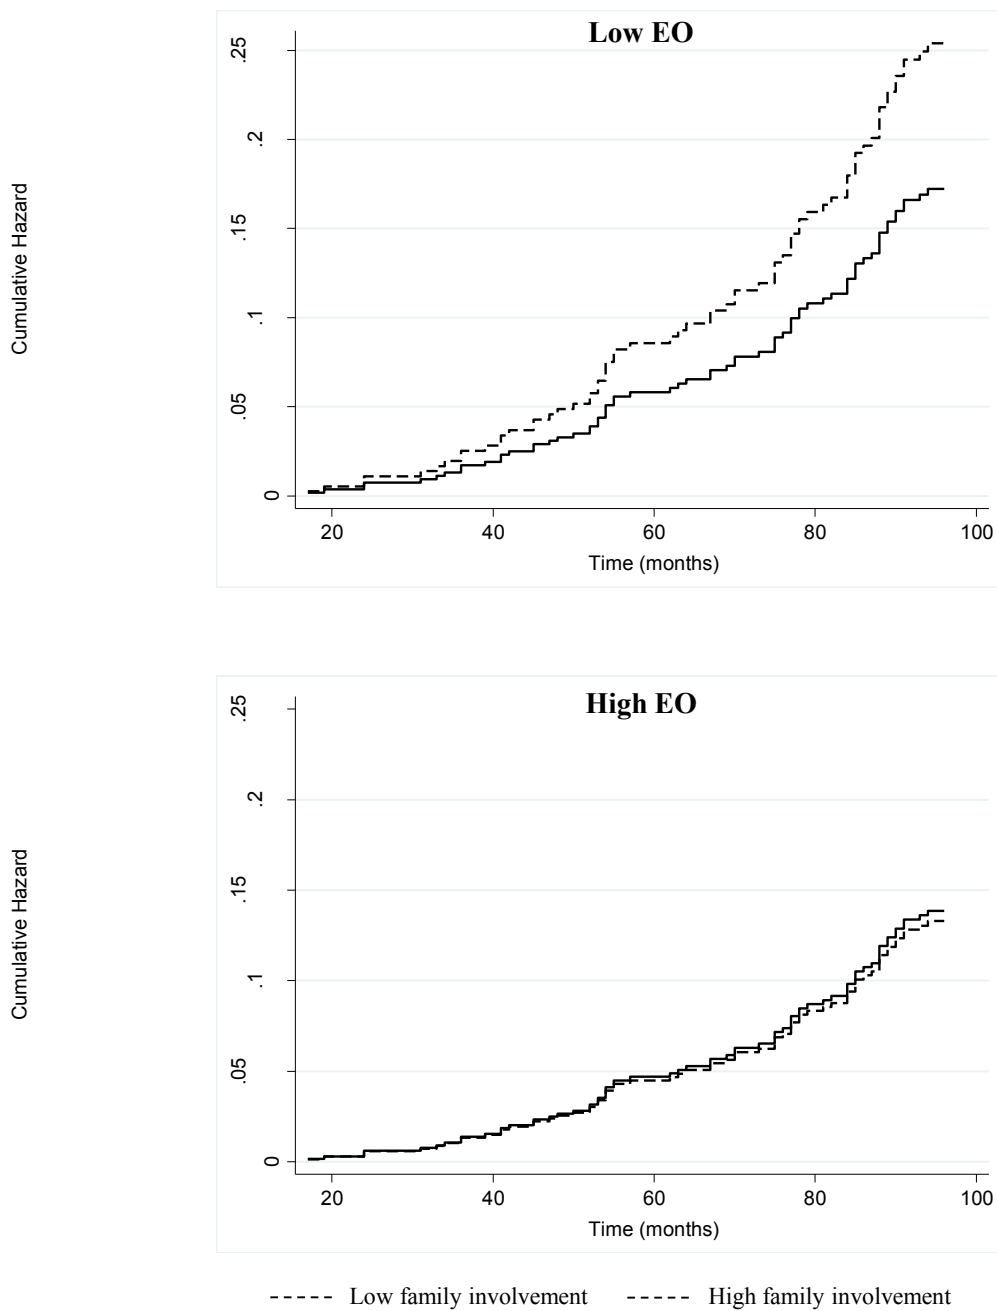 Low EO
Cumulative Hazard
.25
.2
.15
.1
.05
0
20 40 60 80 100
Time (months)
High EO
Cumulative Hazard
.25
.2
.15
.1
.05
0
20 40 60 80 100
Time (months)
Low family involvement High family involvement